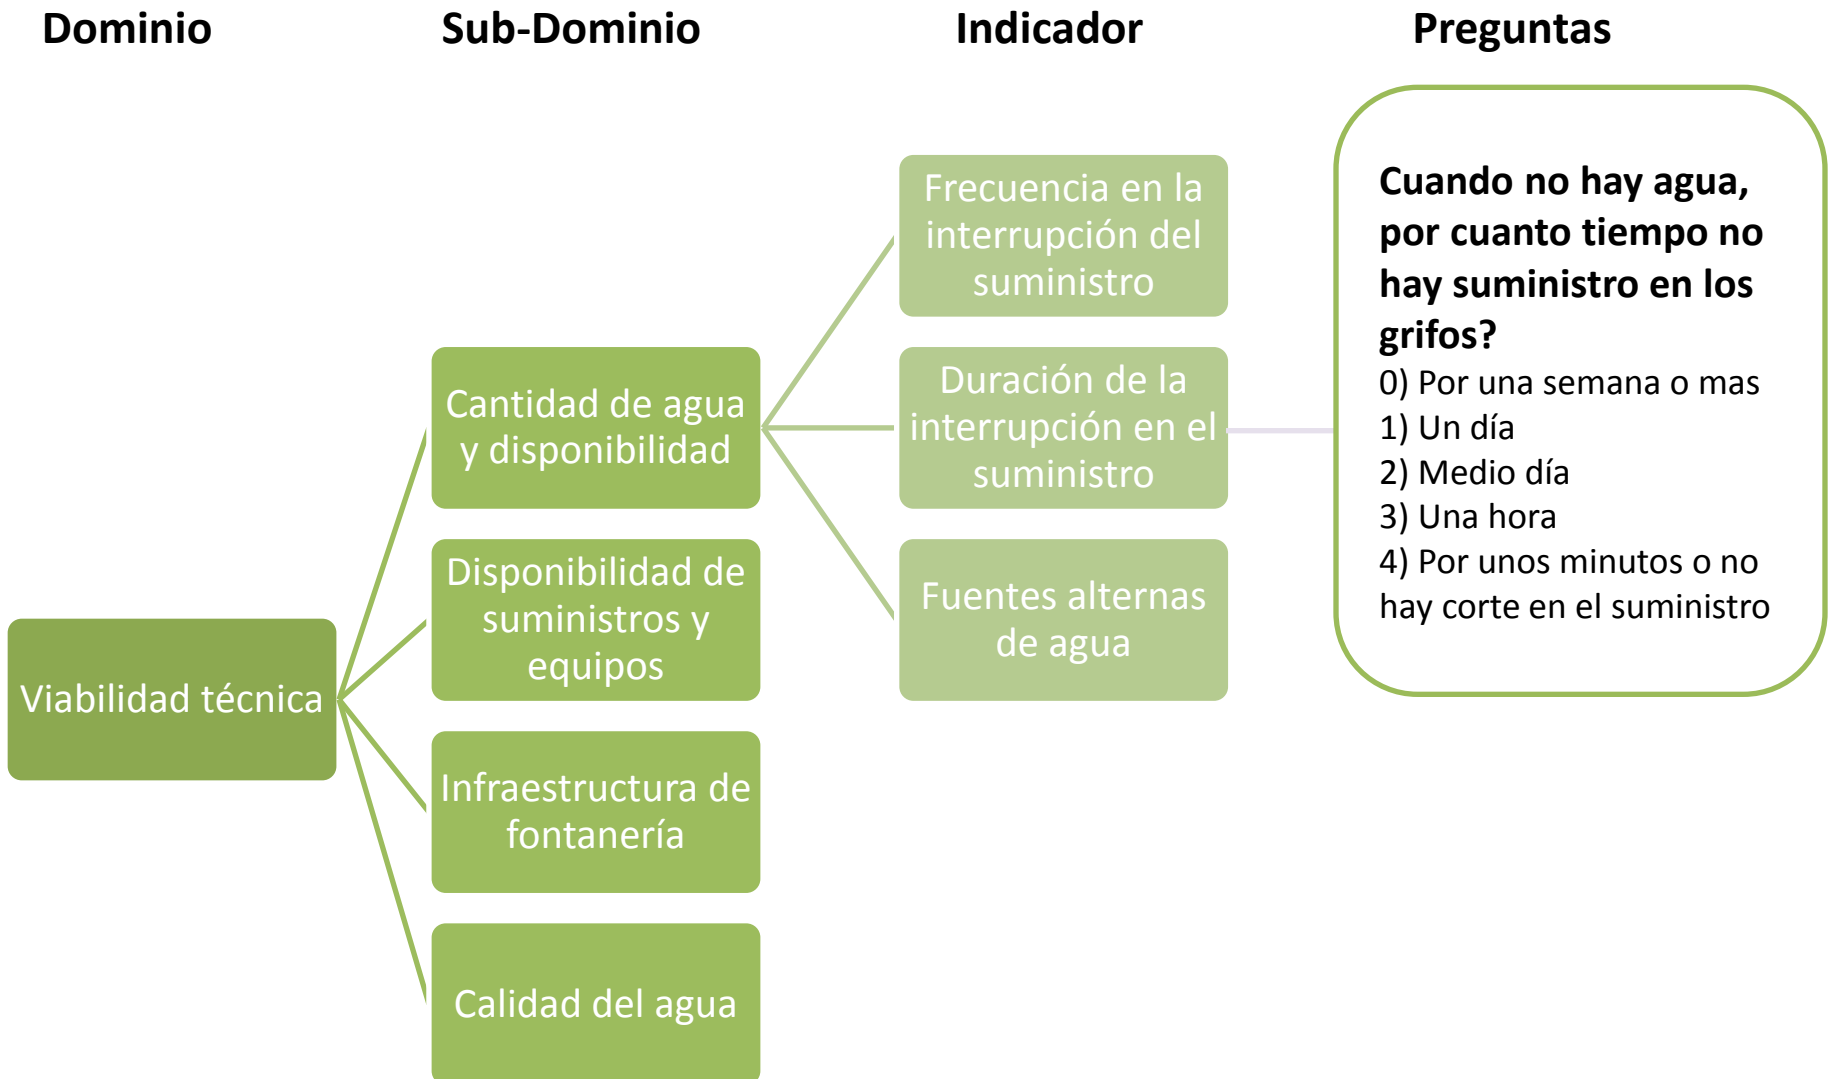 Dominio
Sub-Dominio
Indicador
Preguntas
Viabilidad técnica
Cantidad de agua
y disponibilidad
Disponibilidad de
suministros y
equipos
Infraestructura de
fontanería
Calidad del agua
Frecuencia en la
interrupción del
suministro
Duración de la
interrupción en el
suministro
Fuentes alternas
de agua
Cuando no hay agua,
por cuanto tiempo no
hay suministro en los
grifos?
0) Por una semana o mas
1) Un día
2) Medio día
3) Una hora
4) Por unos minutos o no
hay corte en el suministro